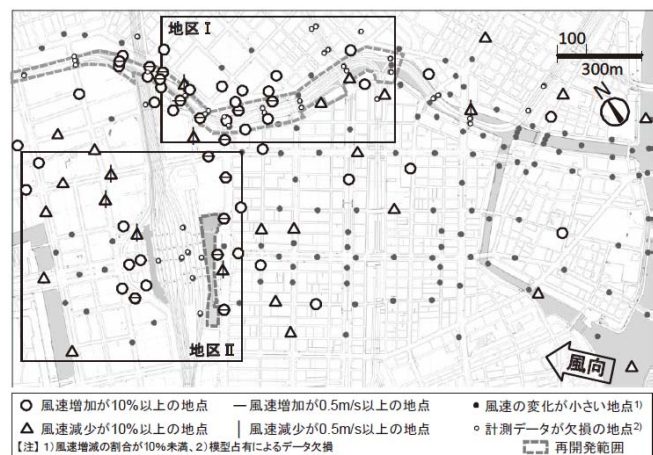 地区Ⅰ
100
300m
N
地区Ⅱ
風向
○ 風速増加が10%以上の地点 ― 風速増加が0.5m/s以上の地点 ● 風速の変化が小さい地点1)
△ 風速減少が10%以上の地点 | 風速減少が0.5m/s以上の地点 ○ 計測データが欠損の地点2)
【注】 1)風速増減の割合が10%未満、2)模型占有によるデータ欠損 再開発範囲